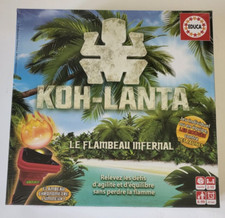 EDUCA
KOH-LANTA
LE FLAMBEAU INFERNAL
Relevez les défis
d'agilité et d'équilibre
sans perdre la flamme